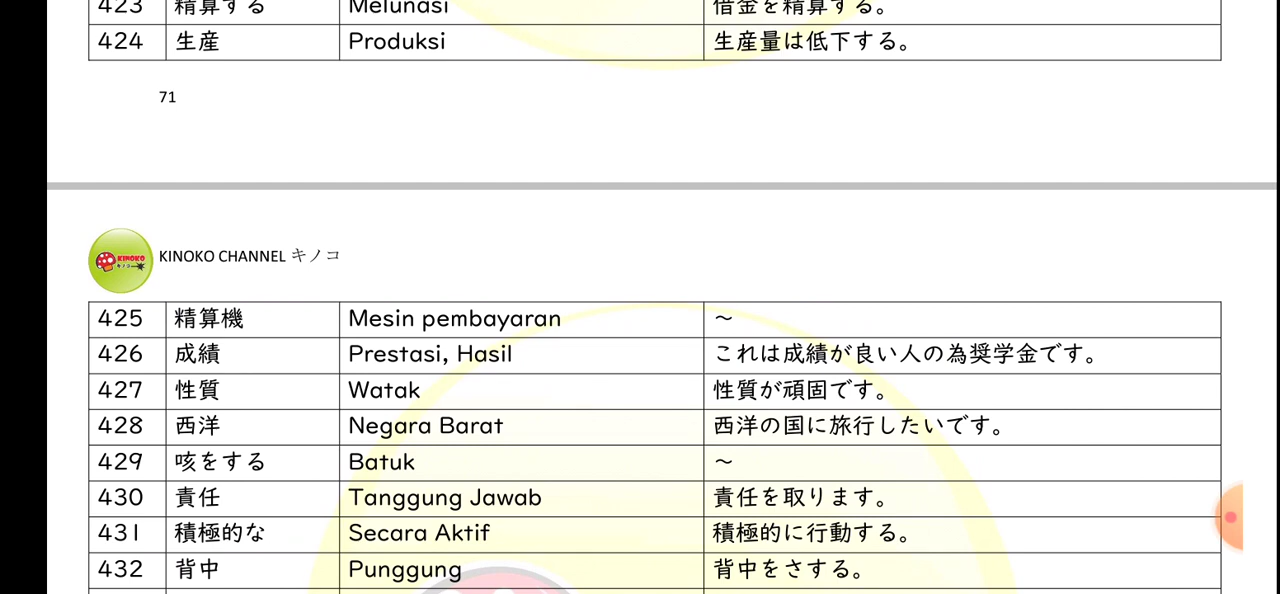 423 精算する Melunasi 借金を精算する。
424 生産 Produksi 生産量は低下する。
71
KINOKO キノコ
KINOKO CHANNEL キノコ
425 精算機 Mesin pembayaran ～
426 成績 Prestasi, Hasil これは成績が良い人の為奨学金です。
427 性質 Watak 性質が頑固です。
428 西洋 Negara Barat 西洋の国に旅行したいです。
429 咳をする Batuk ～
430 責任 Tanggung Jawab 責任を取ります。
431 積極的な Secara Aktif 積極的に行動する。
432 背中 Punggung 背中をさする。